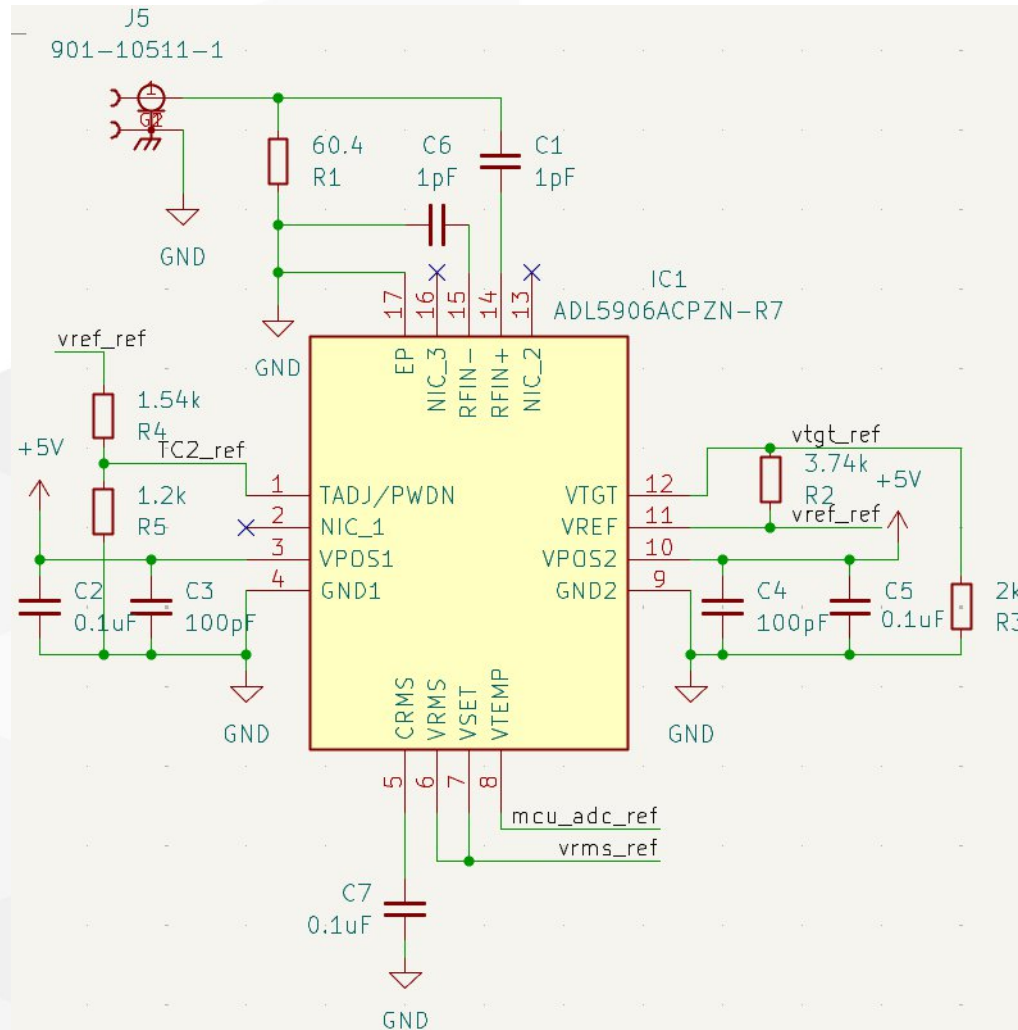 J5
901-10511-1
1
GND
60.4
R1
C6
1pF
C1
1pF
GND
IC1
ADL5906ACPZN-R7
17
16
15
14
13
EP
NIC_3
RFIN-
RFIN+
NIC_2
vref_ref
1.54k
R4
TC2_ref
+5V
1.2k
R5
1
TADJ/PWDN
2
NIC_1
3
VPOS1
4
GND1
C2
0.1uF
C3
100pF
GND
vtgt_ref
3.74k
R2
+5V
vref_ref
VTGT
12
VREF
11
VPOS2
10
GND2
9
C4
100pF
C5
0.1uF
2k
R3
GND
CRMS
VRMS
VSET
VTEMP
5
6
7
8
mcu_adc_ref
vrms_ref
C7
0.1uF
GND